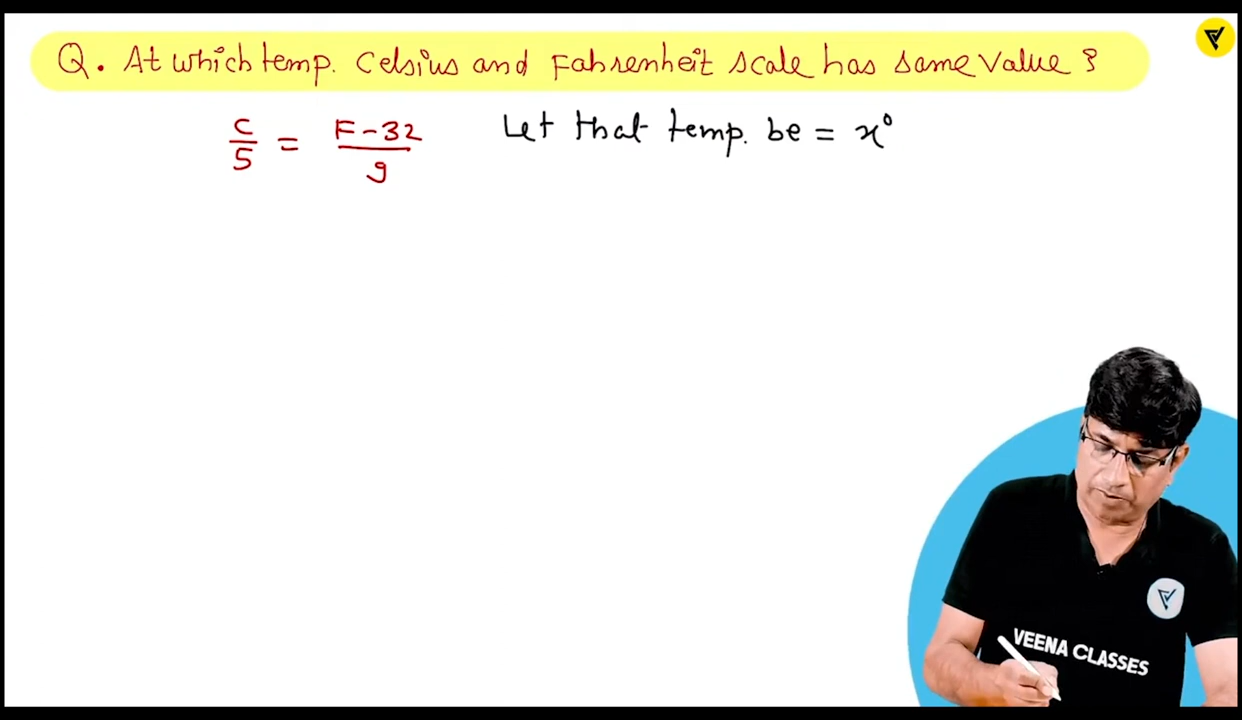 Q. At which temp. Celsius and Fahrenheit scale has same value ?
C/5 = F-32/9
Let that temp. be = x°
VEENA CLASSES